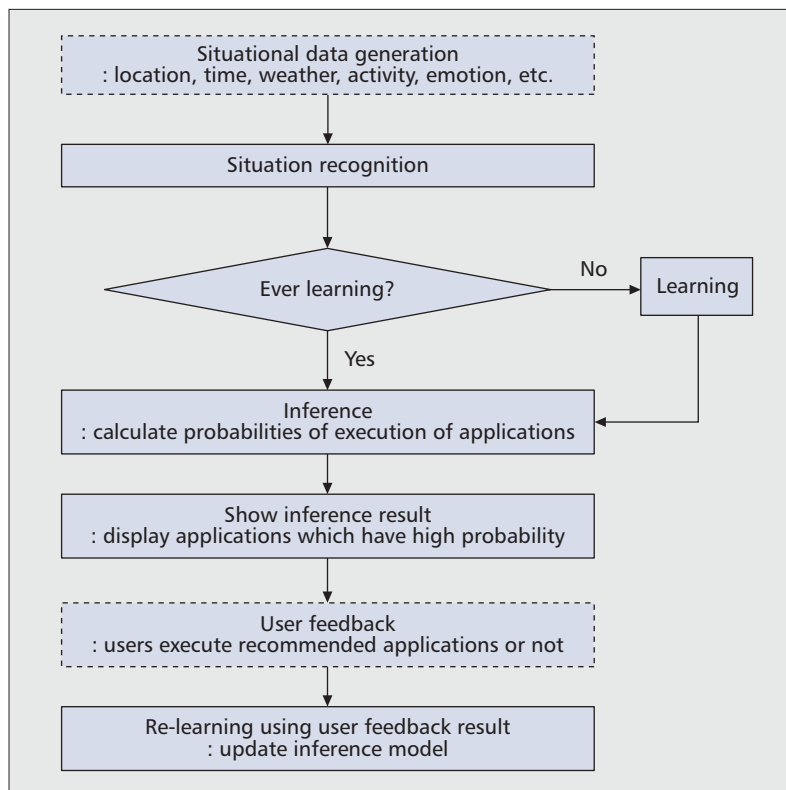 Situational data generation
: location, time, weather, activity, emotion, etc.
Situation recognition
Ever learning?
No
Learning
Yes
Inference
: calculate probabilities of execution of applications
Show inference result
: display applications which have high probability
User feedback
: users execute recommended applications or not
Re-learning using user feedback result
: update inference model